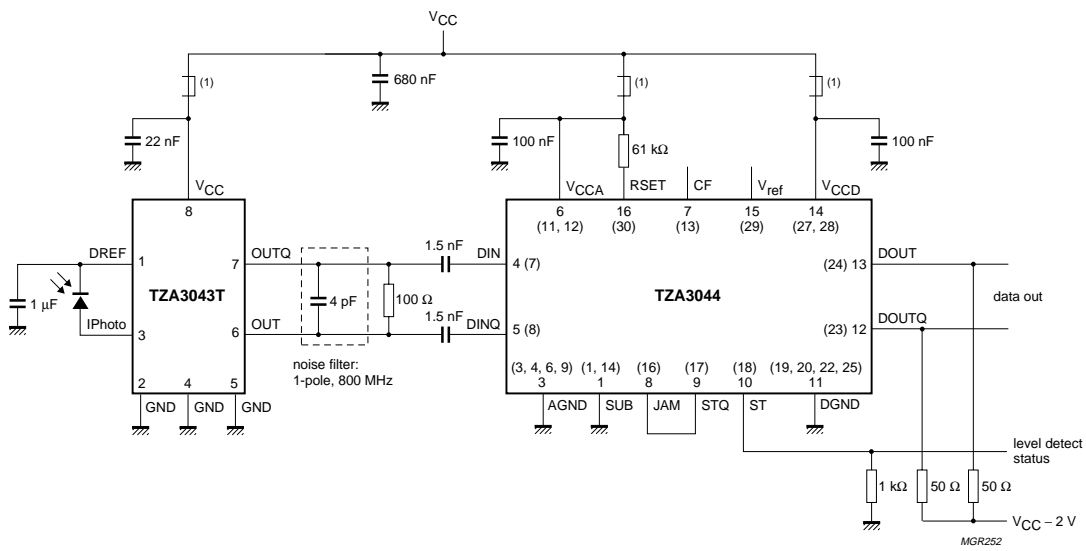 VCC
(1)
680 nF
(1)
(1)
22 nF
100 nF
61 kΩ
100 nF
VCC
VCCA
RSET
CF
Vref
VCCD
8
6
16
7
15
14
(11, 12)
(30)
(13)
(29)
(27, 28)
DREF
1
OUTQ
7
1.5 nF
DIN
4 (7)
(24) 13
DOUT
1 μF
TZA3043T
4 pF
100 Ω
TZA3044
data out
IPhoto
3
6
OUT
1.5 nF
DINQ
5 (8)
(23) 12
DOUTQ
noise filter:
1-pole, 800 MHz
2
4
5
(3, 4, 6, 9)
(1, 14)
(16)
(17)
(18)
(19, 20, 22, 25)
3
1
8
9
10
11
GND
GND
GND
AGND
SUB
JAM
STQ
ST
DGND
level detect
status
1 kΩ
50 Ω
50 Ω
VCC − 2 V
MGR252